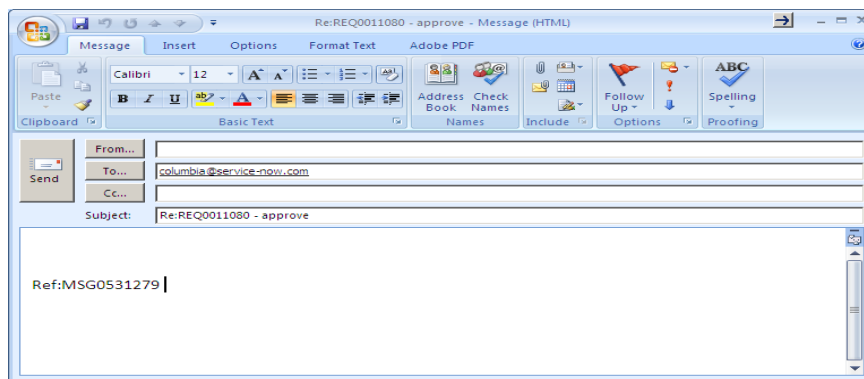 Re:REQ0011080 - approve - Message (HTML)
Message Insert Options Format Text Adobe PDF
Paste
Calibri 12
B I U
Address Book
Check Names
Follow Up
ABC
Spelling
Clipboard Basic Text Names Include Options Proofing
Send
From...
To... columbia@service-now.com
Cc...
Subject: Re:REQ0011080 - approve
Ref:MSG0531279